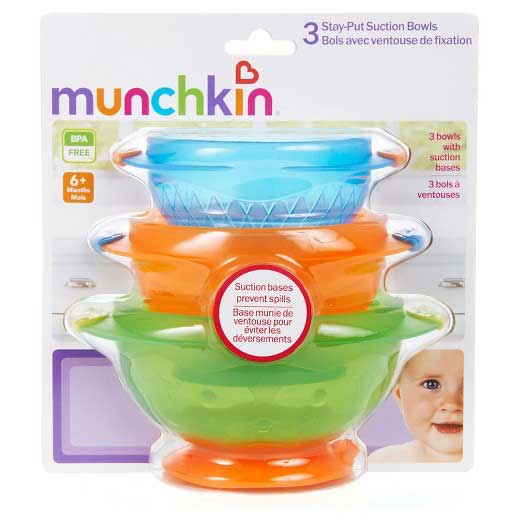 3 Stay-Put Suction Bowls
Bols avec ventouse de fixation
munchkin
BPA
FREE
6+
Months
Mois
3 bowls
with
suction
bases
3 bols à
ventouses
Suction bases
prevent spills
Base munie de
ventouse pour
éviter les
déversements